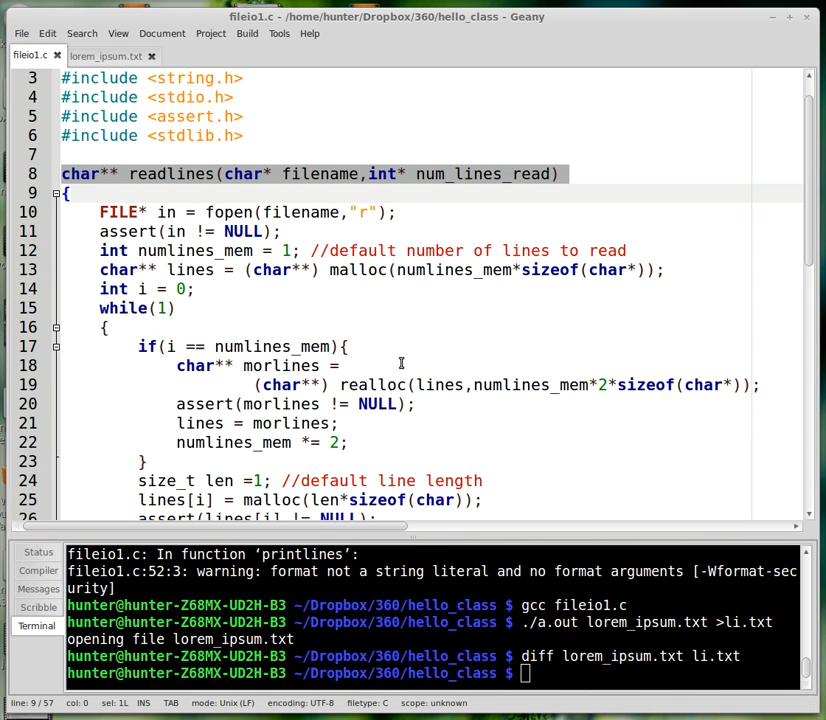 fileio1.c - /home/hunter/Dropbox/360/hello_class - Geany
File Edit Search View Document Project Build Tools Help
fileio1.c lorem_ipsum.txt
3 #include <string.h>
4 #include <stdio.h>
5 #include <assert.h>
6 #include <stdlib.h>
7
8 char** readlines(char* filename,int* num_lines_read)
9 {
10 FILE* in = fopen(filename,"r");
11 assert(in != NULL);
12 int numlines_mem = 1; //default number of lines to read
13 char** lines = (char**) malloc(numlines_mem*sizeof(char*));
14 int i = 0;
15 while(1)
16 {
17 if(i == numlines_mem){
18 char** morlines =
19 (char**) realloc(lines,numlines_mem*2*sizeof(char*));
20 assert(morlines != NULL);
21 lines = morlines;
22 numlines_mem *= 2;
23 }
24 size_t len =1; //default line length
25 lines[i] = malloc(len*sizeof(char));
26 assert(lines[i] != NULL);
Status
Compiler
Messages
Scribble
Terminal
fileio1.c: In function ‘printlines’:
fileio1.c:52:3: warning: format not a string literal and no format arguments [-Wformat-sec
urity]
hunter@hunter-Z68MX-UD2H-B3 ~/Dropbox/360/hello_class $ gcc fileio1.c
hunter@hunter-Z68MX-UD2H-B3 ~/Dropbox/360/hello_class $ ./a.out lorem_ipsum.txt >li.txt
opening file lorem_ipsum.txt
hunter@hunter-Z68MX-UD2H-B3 ~/Dropbox/360/hello_class $ diff lorem_ipsum.txt li.txt
hunter@hunter-Z68MX-UD2H-B3 ~/Dropbox/360/hello_class $
line: 9 / 57 col: 0 sel: 1L INS TAB mode: Unix (LF) encoding: UTF-8 filetype: C scope: unknown